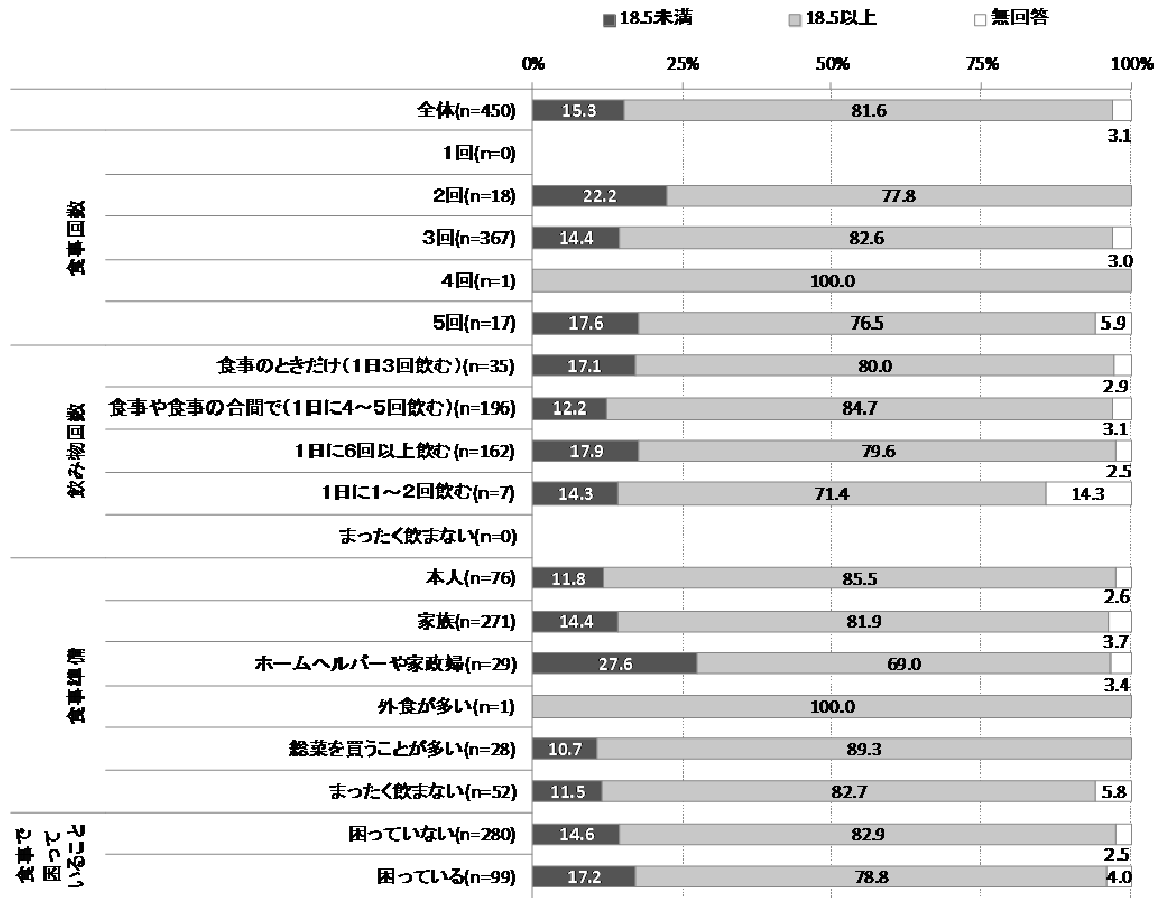 18.5未満 18.5以上 無回答
0% 25% 50% 75% 100%
全体(n=450) 15.3 81.6 3.1
食事回数
1回(n=0)
2回(n=18) 22.2 77.8
3回(n=367) 14.4 82.6 3.0
4回(n=1) 100.0
5回(n=17) 17.6 76.5 5.9
飲み物回数
食事のときだけ(1日3回飲む)(n=35) 17.1 80.0 2.9
食事や食事の合間で(1日に4～5回飲む)(n=196) 12.2 84.7 3.1
1日に6回以上飲む(n=162) 17.9 79.6 2.5
1日に1～2回飲む(n=7) 14.3 71.4 14.3
まったく飲まない(n=0)
食事準備
本人(n=76) 11.8 85.5 2.6
家族(n=271) 14.4 81.9 3.7
ホームヘルパーや家政婦(n=29) 27.6 69.0 3.4
外食が多い(n=1) 100.0
総菜を買うことが多い(n=28) 10.7 89.3
まったく飲まない(n=52) 11.5 82.7 5.8
食事で
困って
いること
困っていない(n=280) 14.6 82.9 2.5
困っている(n=99) 17.2 78.8 4.0